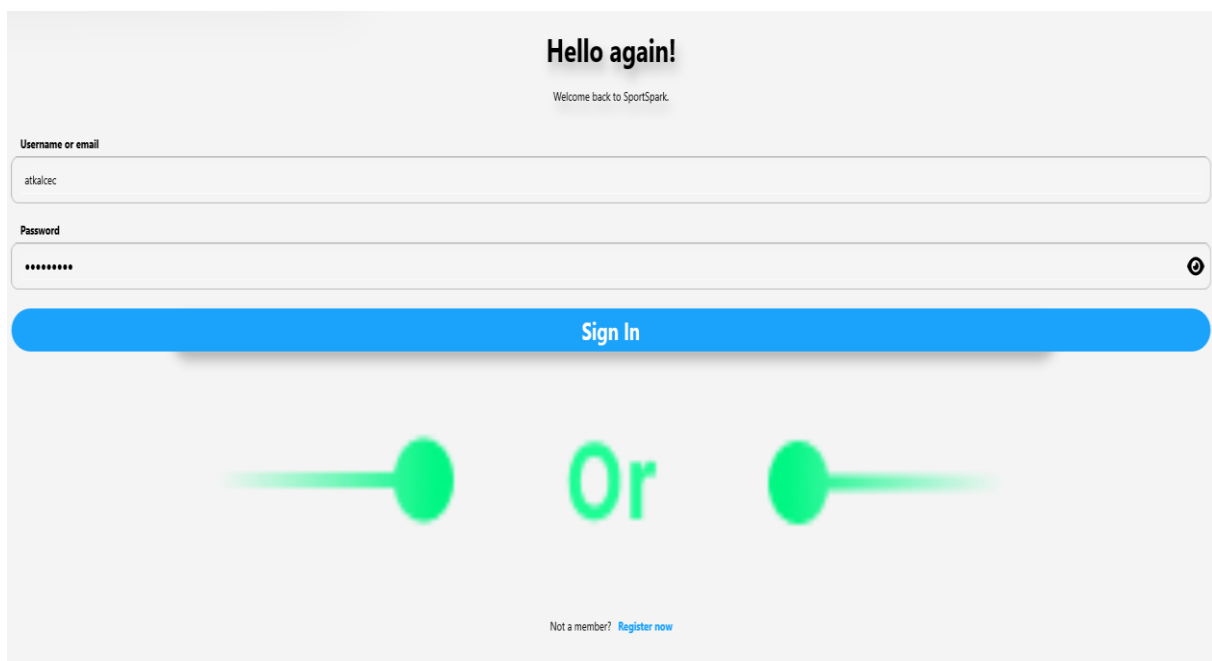 Hello again!
Welcome back to SportSpark.
Username or email
atkalcec
Password
•••••••••
Sign In
Or
Not a member? Register now